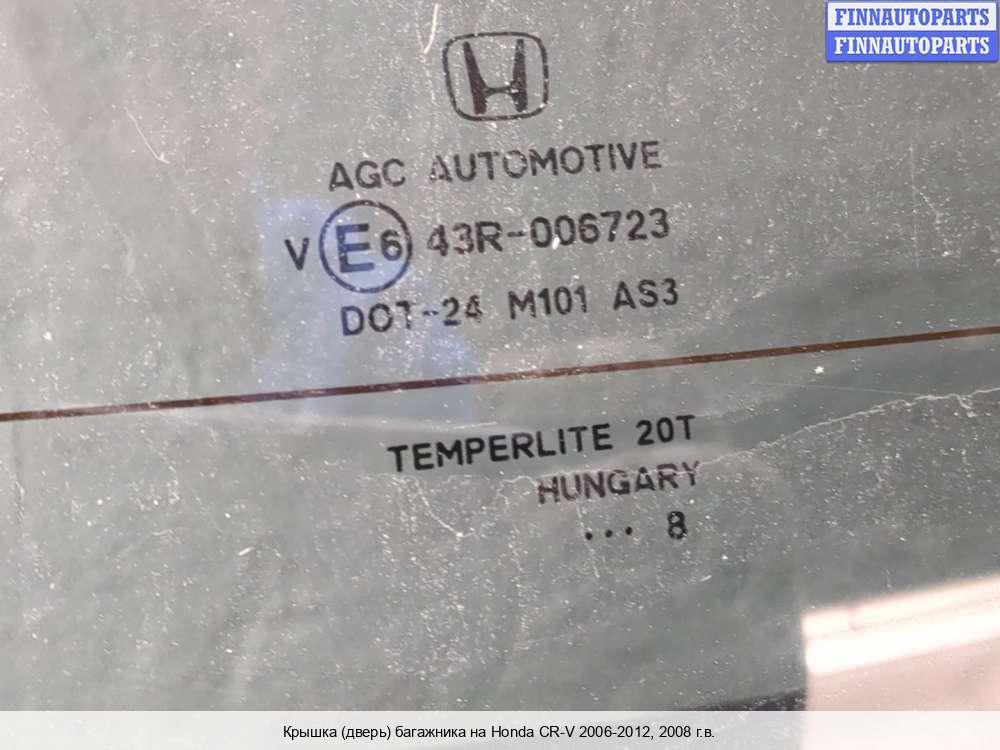 FINNAUTOPARTS
FINNAUTOPARTS
AGC AUTOMOTIVE
V E6 43R-006723
DOT-24 M101 AS3
TEMPERLITE 20T
HUNGARY
... 8
Крышка (дверь) багажника на Honda CR-V 2006-2012, 2008 г.в.